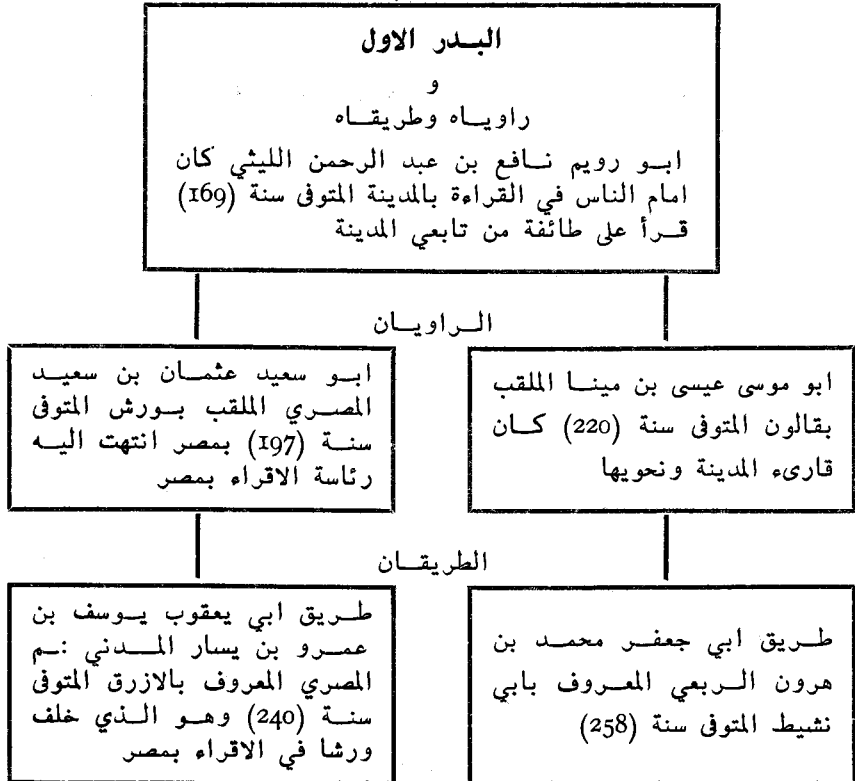 البدر الاول
و
راوياه وطريقاه
ابو رويم نافع بن عبد الرحمن الليثي كان
امام الناس في القراءة بالمدينة المتوفى سنة (169)
قرأ على طائفة من تابعي المدينة
الراويان
ابو موسى عيسى بن مينا الملقب
بقالون المتوفى سنة (220) كان
قارىء المدينة ونحويها
ابو سعيد عثمان بن سعيد
المصري الملقب بورش المتوفى
سنة (197) بمصر انتهت اليه
رئاسة الاقراء بمصر
الطريقان
طريق ابي جعفر محمد بن
هرون الربعي المعروف بابي
نشيط المتوفى سنة (258)
طريق ابي يعقوب يوسف بن
عمرو بن يسار المدني
المصري المعروف بالازرق المتوفى
سنة (240) وهو الذي خلف
ورشا في الاقراء بمصر